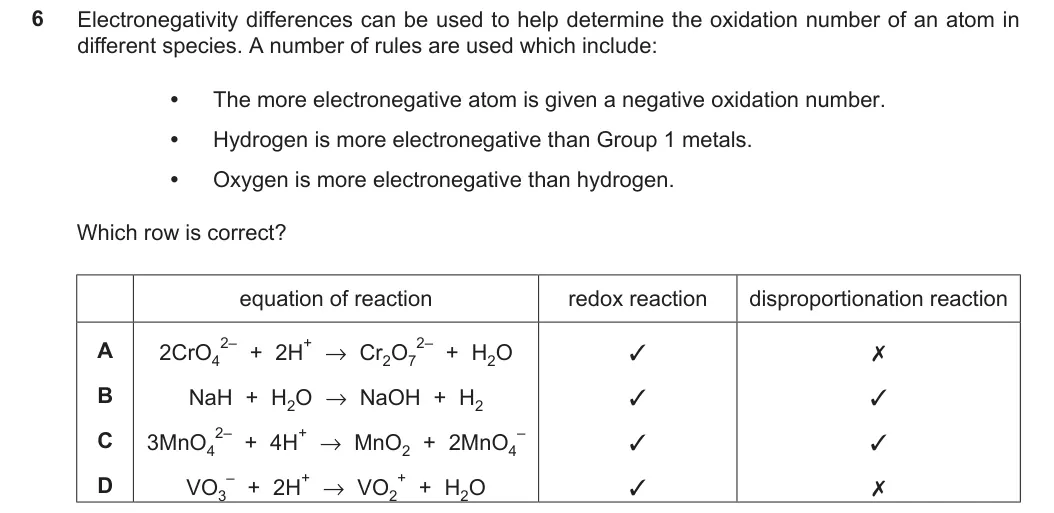 6 Electronegativity differences can be used to help determine the oxidation number of an atom in
different species. A number of rules are used which include:
• The more electronegative atom is given a negative oxidation number.
• Hydrogen is more electronegative than Group 1 metals.
• Oxygen is more electronegative than hydrogen.
Which row is correct?
equation of reaction redox reaction disproportionation reaction
A 2CrO₄²⁻ + 2H⁺ → Cr₂O₇²⁻ + H₂O ✓ ✗
B NaH + H₂O → NaOH + H₂ ✓ ✓
C 3MnO₄²⁻ + 4H⁺ → MnO₂ + 2MnO₄⁻ ✓ ✓
D VO₃⁻ + 2H⁺ → VO₂⁺ + H₂O ✓ ✗